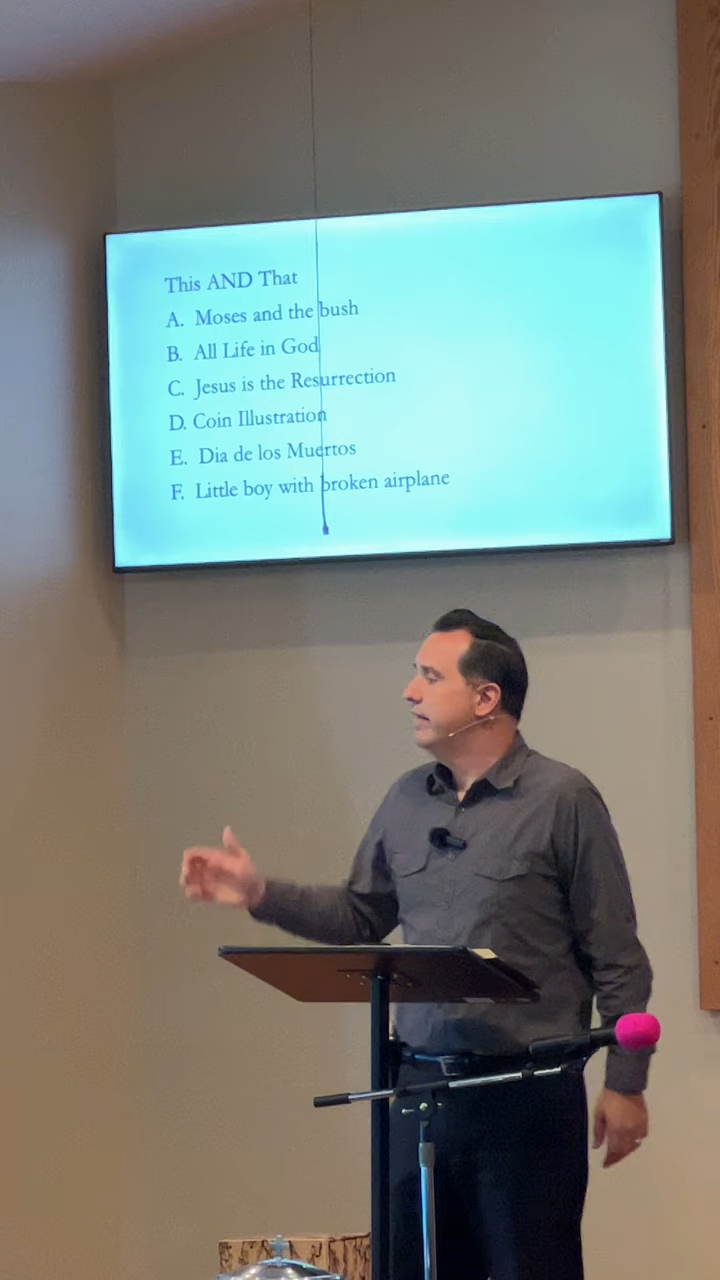 This AND That
A. Moses and the bush
B. All Life in God
C. Jesus is the Resurrection
D. Coin Illustration
E. Dia de los Muertos
F. Little boy with broken airplane